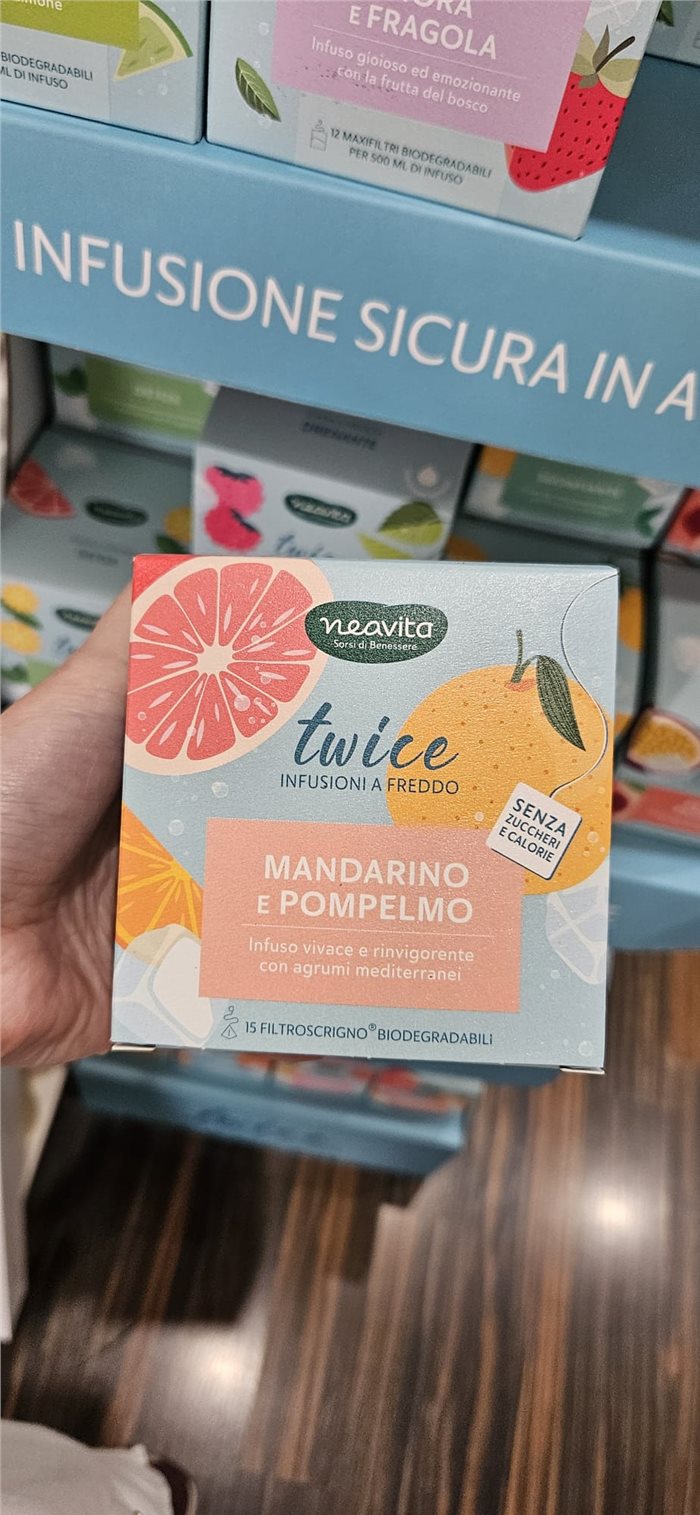 BIODEGRADABILI
ML DI INFUSO
E FRAGOLA
Infuso gioioso ed emozionante
con la frutta del bosco
12 MAXIFILTRI BIODEGRADABILI
PER 500 ML DI INFUSO
INFUSIONE SICURA IN A
neavita
neavita
Sorsi di Benessere
twice
INFUSIONI A FREDDO
SENZA
ZUCCHERI
E CALORIE
MANDARINO
E POMPELMO
Infuso vivace e rinvigorente
con agrumi mediterranei
15 FILTROSCRIGNO® BIODEGRADABILI